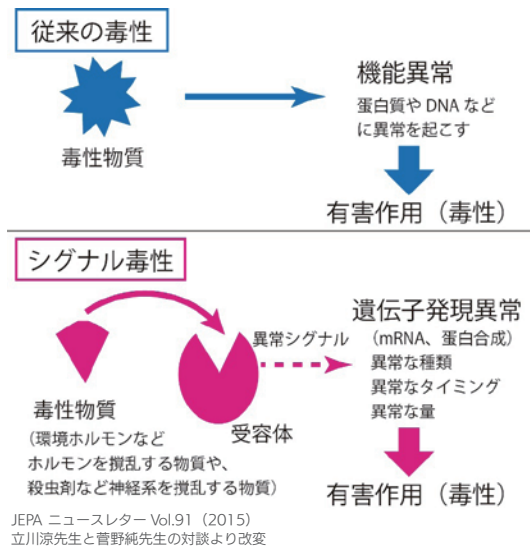 従来の毒性
毒性物質
機能異常
蛋白質や DNA など
に異常を起こす
有害作用（毒性）
シグナル毒性
毒性物質
（環境ホルモンなど
ホルモンを撹乱する物質や、
殺虫剤など神経系を撹乱する物質）
受容体
異常シグナル
遺伝子発現異常
（mRNA、蛋白合成）
異常な種類
異常なタイミング
異常な量
有害作用（毒性）
JEPA ニュースレター Vol.91（2015）
立川涼先生と菅野純先生の対談より改変